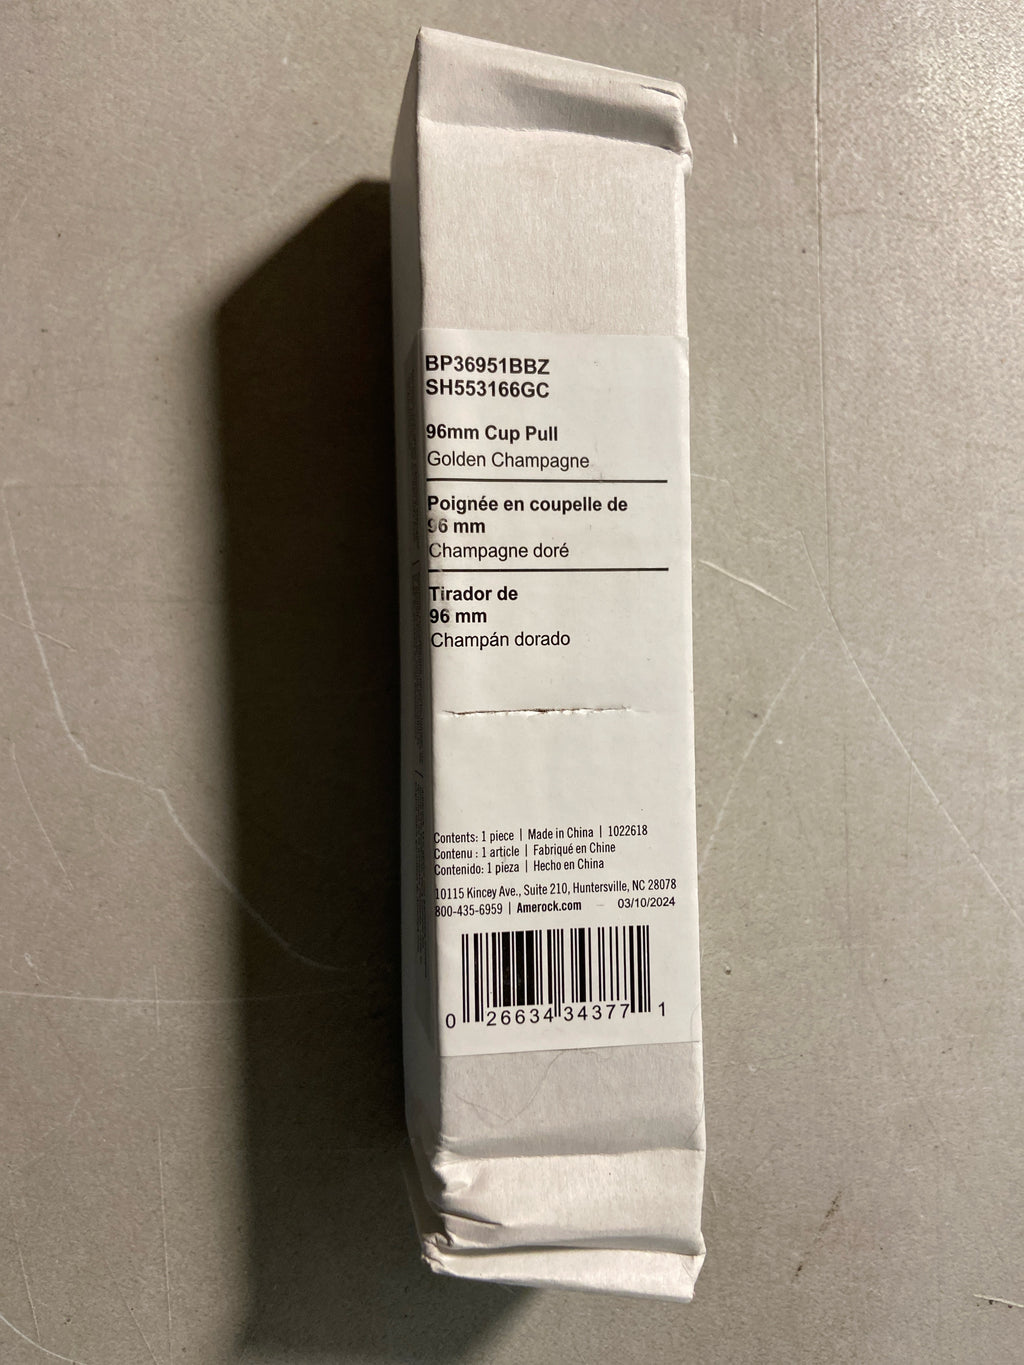 BP36951BBZ
SH553166GC
96mm Cup Pull
Golden Champagne
Poignée en coupelle de
96 mm
Champagne doré
Tirador de
96 mm
Champán dorado
Contents: 1 piece | Made in China | 1022618
Contenu : 1 article | Fabriqué en Chine
Contenido: 1 pieza | Hecho en China
10115 Kincey Ave., Suite 210, Huntersville, NC 28078
800-435-6959 | Amerock.com 03/10/2024
0 26634 34377 1